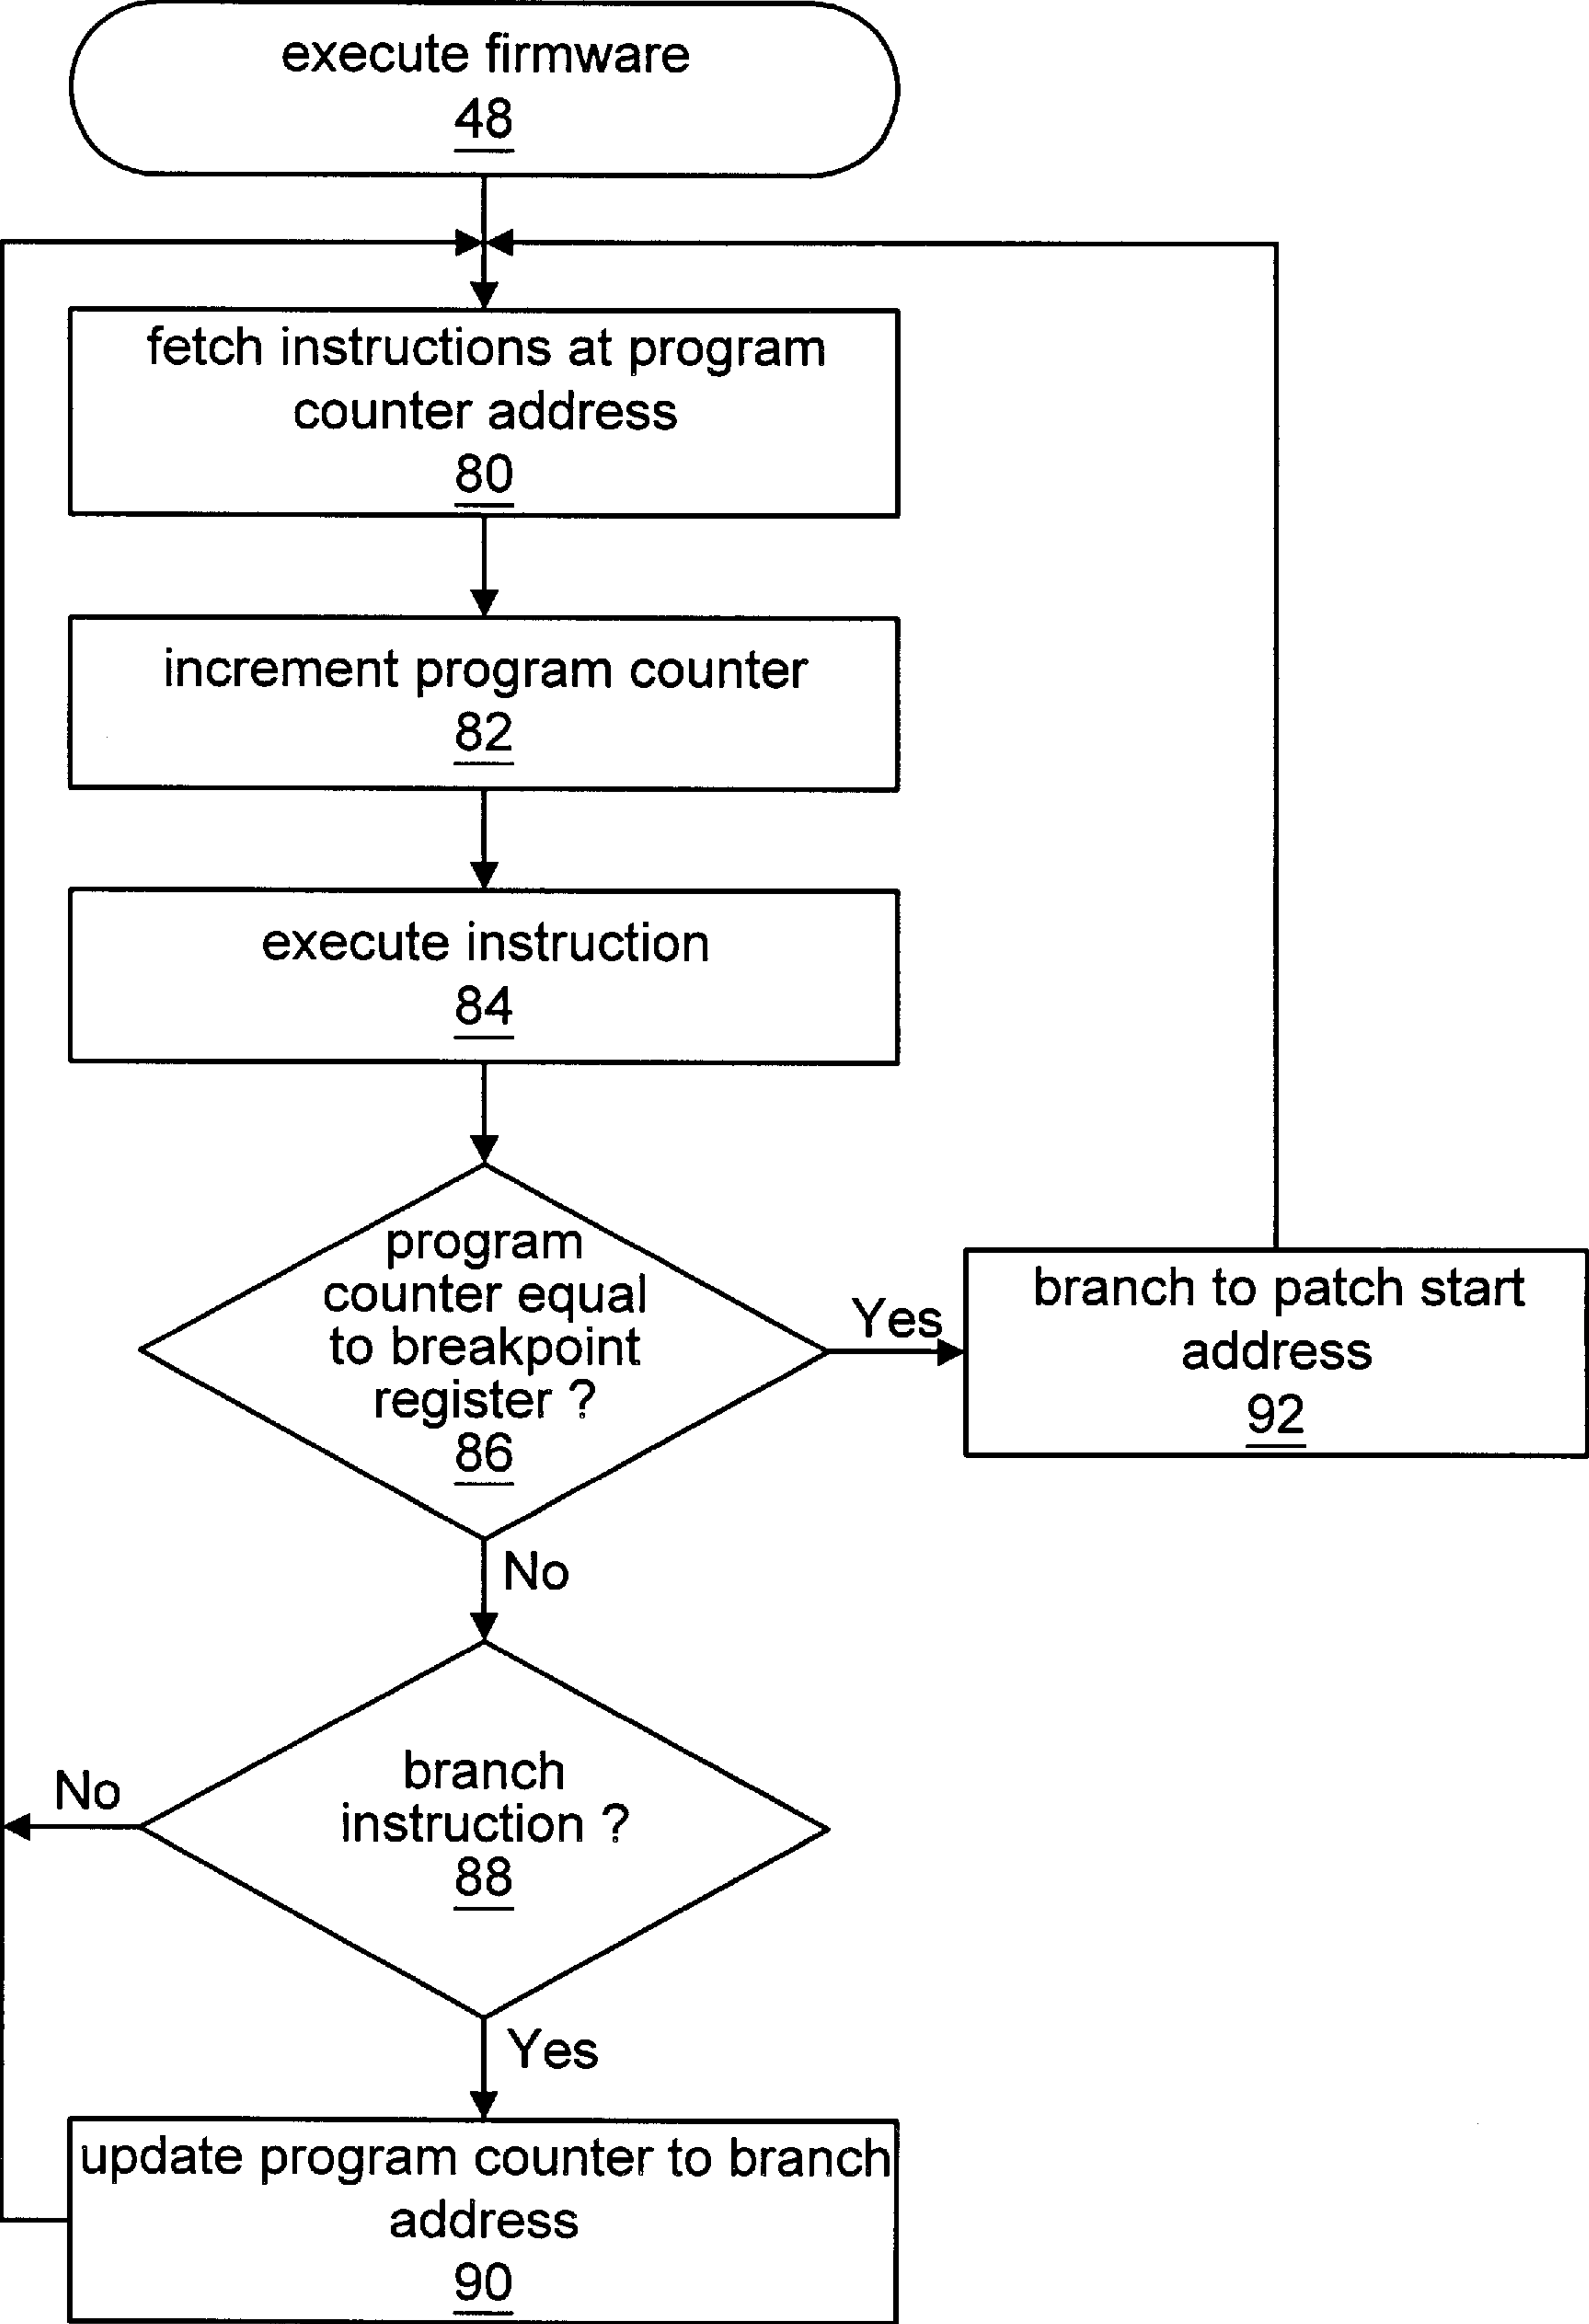 execute firmware
48
fetch instructions at program
counter address
80
increment program counter
82
execute instruction
84
program
counter equal
to breakpoint
register ?
86
Yes
branch to patch start
address
92
No
branch
instruction ?
88
No
Yes
update program counter to branch
address
90